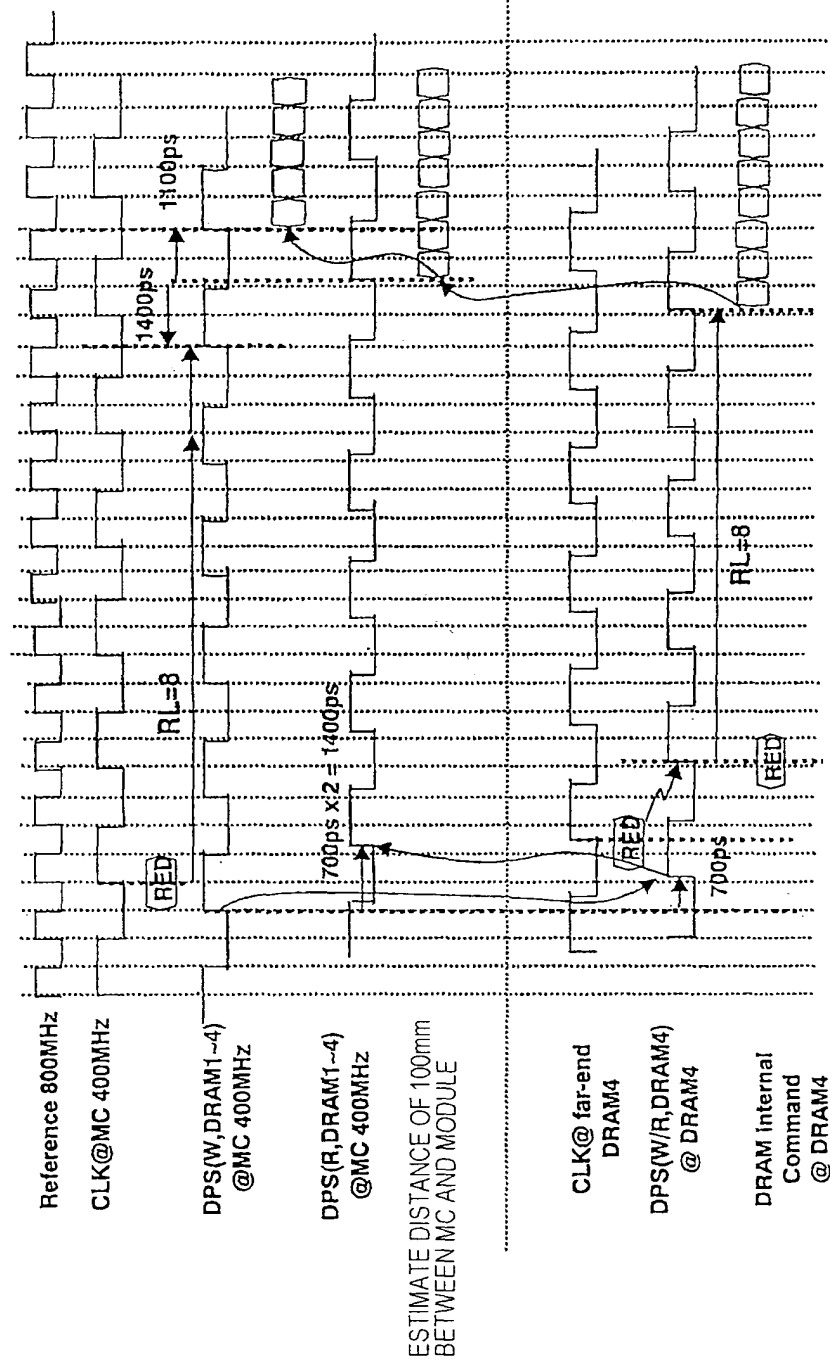 Reference 800MHz
CLK@MC 400MHz
RED
RL=8
1400ps
1100ps
DPS(W,DRAM1~4)
@MC 400MHz
DPS(R,DRAM1~4)
@MC 400MHz
700ps x 2 = 1400ps
ESTIMATE DISTANCE OF 100mm
BETWEEN MC AND MODULE
CLK@ far-end
DRAM4
DPS(W/R,DRAM4)
@ DRAM4
RED
700ps
RL=8
DRAM internal
Command
@ DRAM4
RED